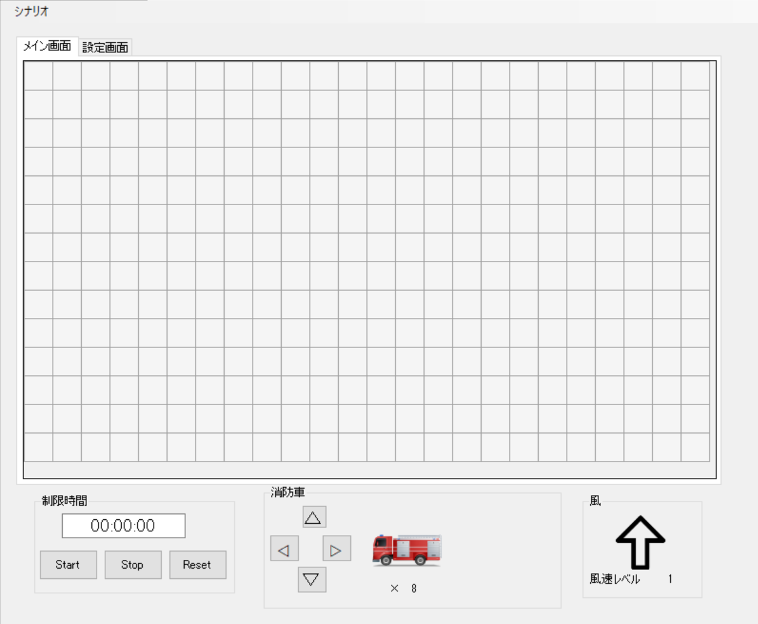 シナリオ
メイン画面 設定画面
制限時間
00:00:00
Start Stop Reset
消防車
△
◁ ▷
▽
× 8
風
風速レベル 1